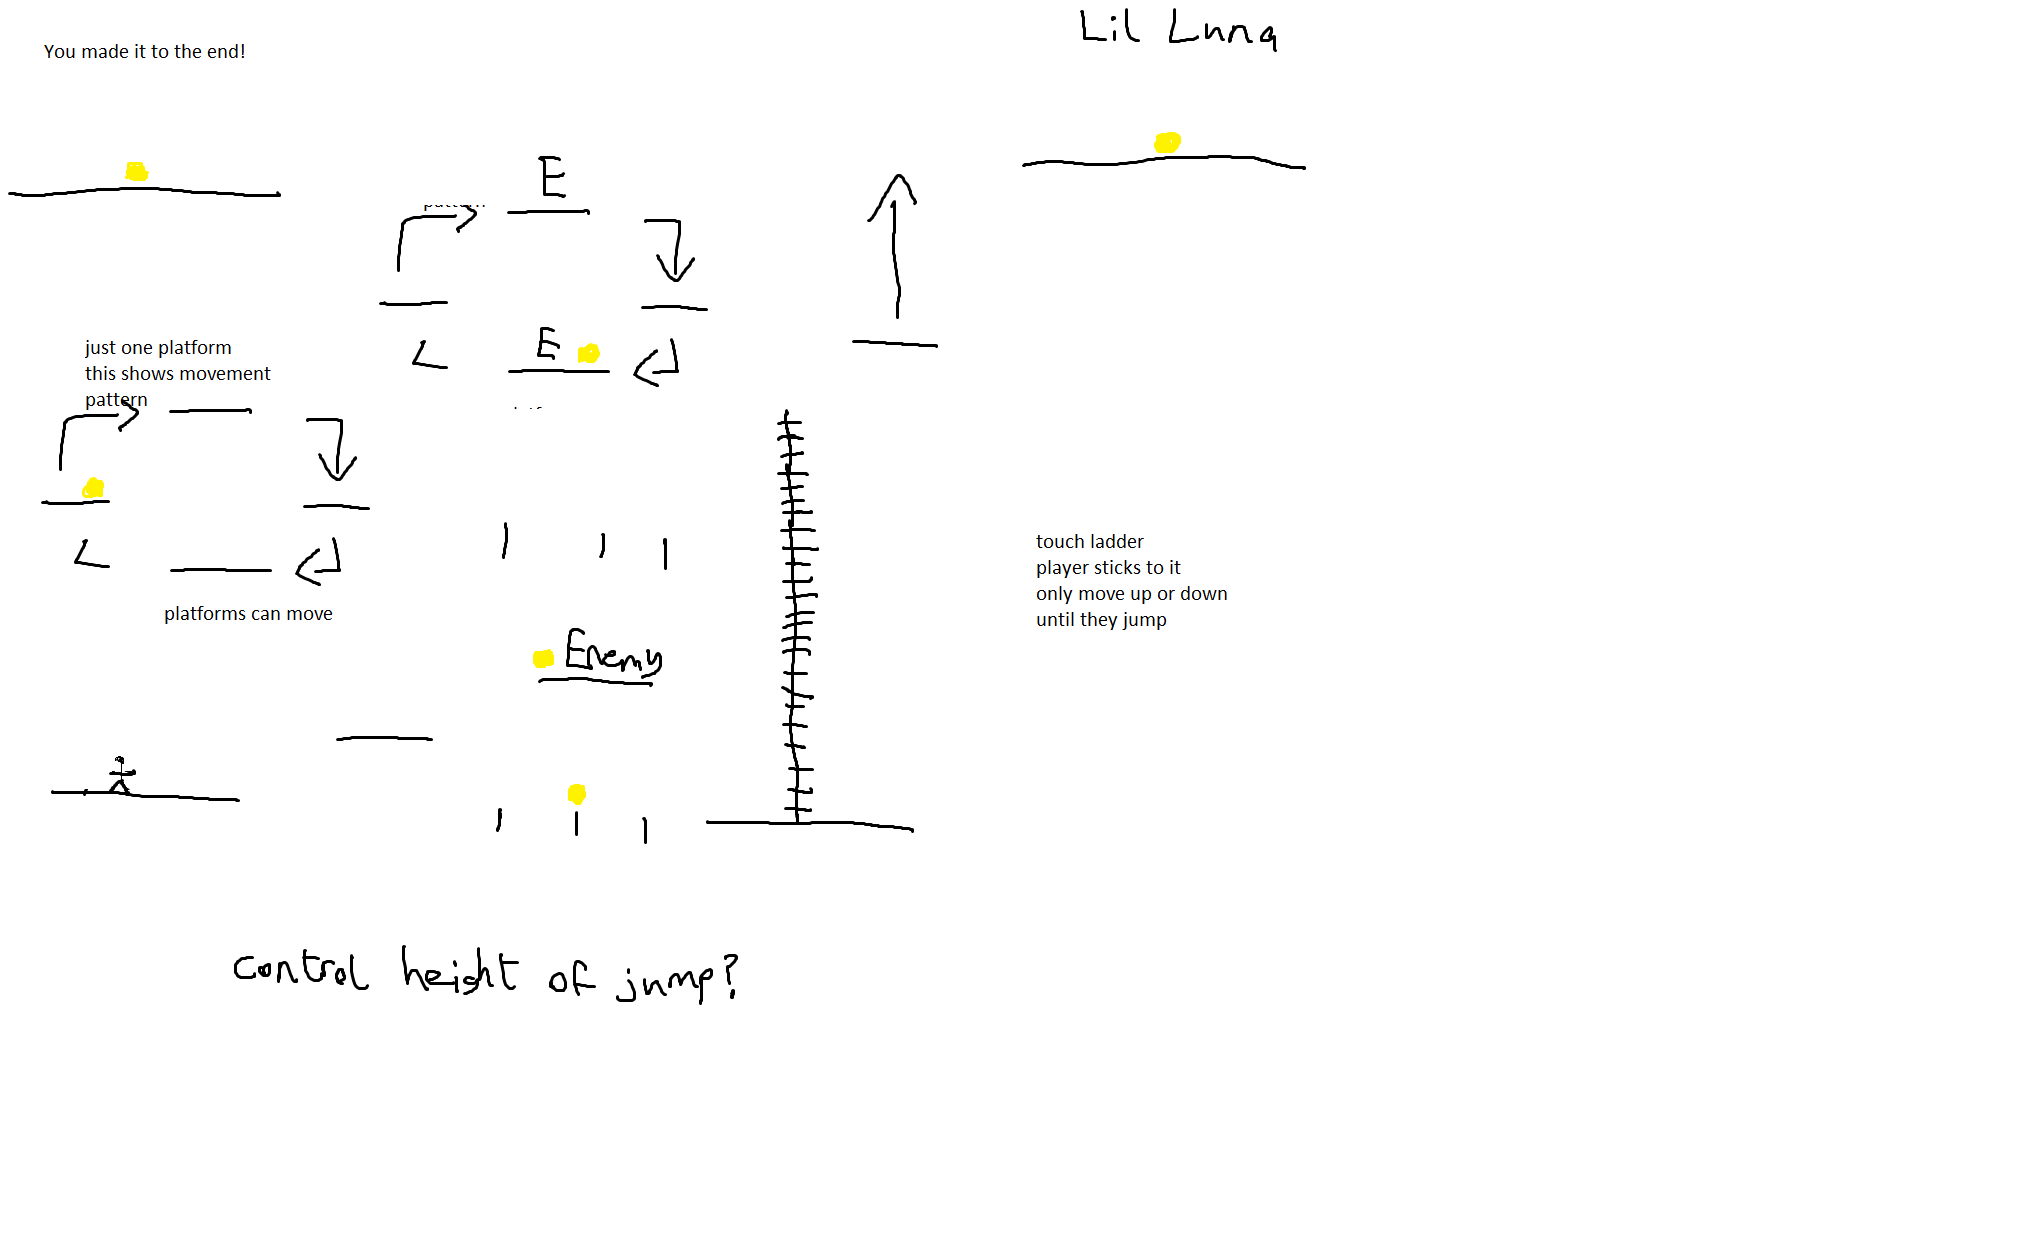 Lil Luna
You made it to the end!
E
E
just one platform
this shows movement
pattern
platforms can move
touch ladder
player sticks to it
only move up or down
until they jump
Enemy
control height of jump?